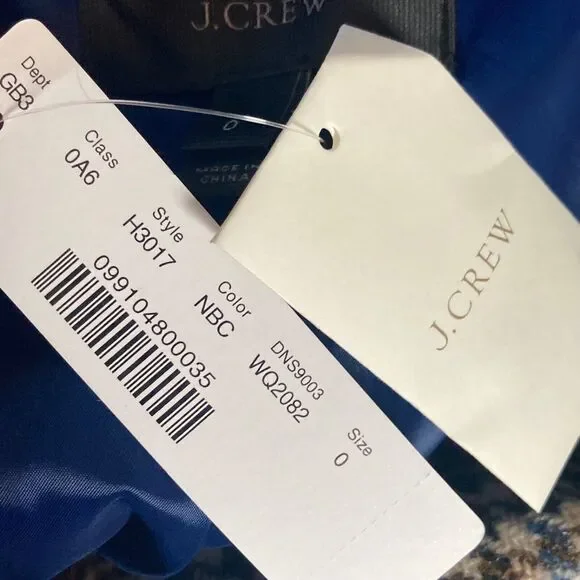 J.CREW
0
MADE IN
CHINA
Dept
GB3
Class
0A6
Style
H3017
Color
NBC
DNS9003
WQ2082
Size
0
099104800035
J.CREW